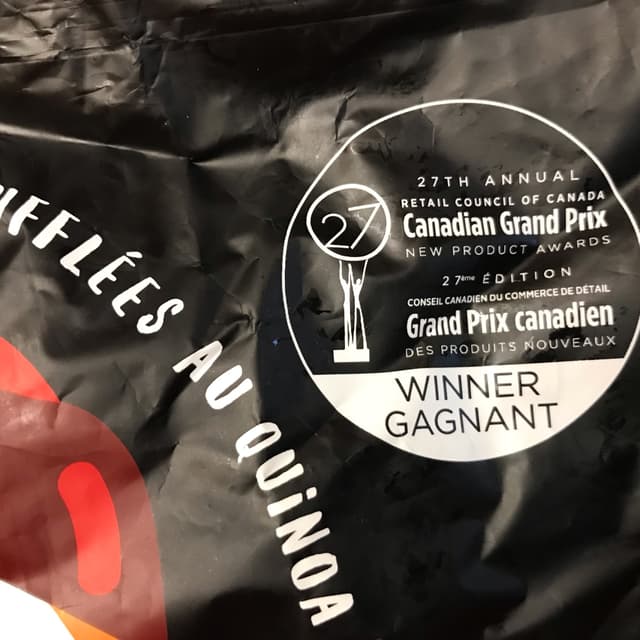 AU QUiNOA
27
27TH ANNUAL
RETAIL COUNCIL OF CANADA
Canadian Grand Prix
NEW PRODUCT AWARDS
27ème ÉDITION
CONSEIL CANADIEN DU COMMERCE DE DÉTAIL
Grand Prix canadien
DES PRODUITS NOUVEAUX
WINNER
GAGNANT